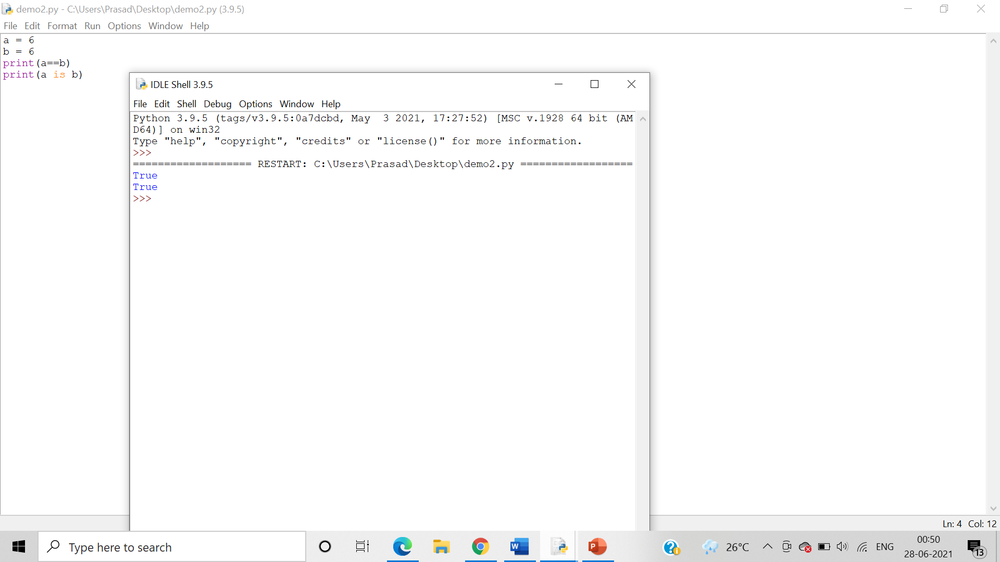 demo2.py - C:\Users\Prasad\Desktop\demo2.py (3.9.5)
File Edit Format Run Options Window Help
a = 6
b = 6
print(a==b)
print(a is b)
IDLE Shell 3.9.5
File Edit Shell Debug Options Window Help
Python 3.9.5 (tags/v3.9.5:0a7dcbd, May  3 2021, 17:27:52) [MSC v.1928 64 bit (AM
D64)] on win32
Type "help", "copyright", "credits" or "license()" for more information.
>>>
=================== RESTART: C:\Users\Prasad\Desktop\demo2.py ==================
True
True
>>>
Ln: 4 Col: 12
Type here to search
26°C
ENG
00:50
28-06-2021
13